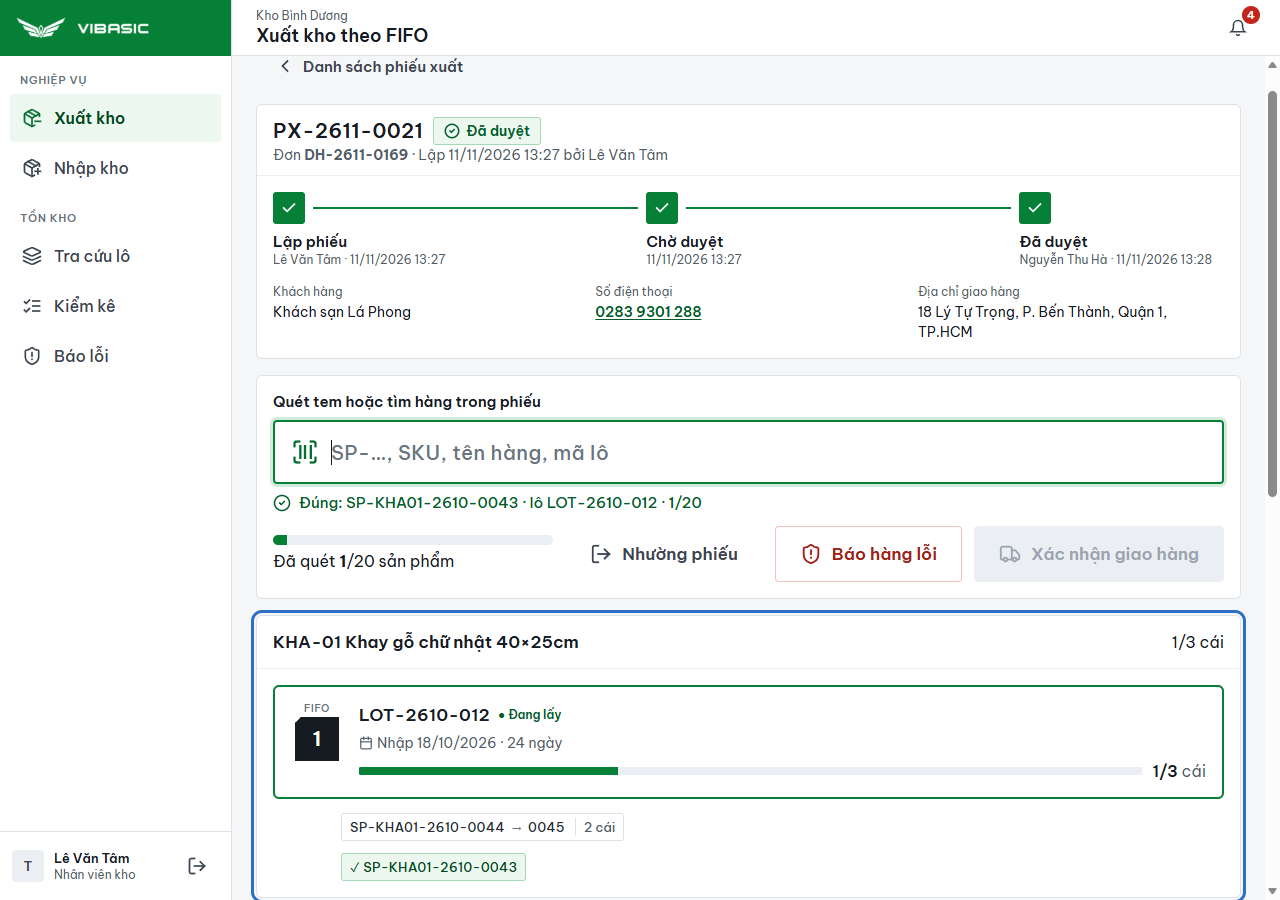 VIBASIC
Kho Bình Dương
Xuất kho theo FIFO
4
NGHIỆP VỤ
Xuất kho
Nhập kho
TỒN KHO
Tra cứu lô
Kiểm kê
Báo lỗi
T
Lê Văn Tâm
Nhân viên kho
Danh sách phiếu xuất
PX-2611-0021 Đã duyệt
Đơn DH-2611-0169 · Lập 11/11/2026 13:27 bởi Lê Văn Tâm
Lập phiếu
Lê Văn Tâm · 11/11/2026 13:27
Chờ duyệt
11/11/2026 13:27
Đã duyệt
Nguyễn Thu Hà · 11/11/2026 13:28
Khách hàng
Khách sạn Lá Phong
Số điện thoại
0283 9301 288
Địa chỉ giao hàng
18 Lý Tự Trọng, P. Bến Thành, Quận 1,
TP.HCM
Quét tem hoặc tìm hàng trong phiếu
SP-…, SKU, tên hàng, mã lô
Đúng: SP-KHA01-2610-0043 · lô LOT-2610-012 · 1/20
Đã quét 1/20 sản phẩm
Nhường phiếu
Báo hàng lỗi
Xác nhận giao hàng
KHA-01 Khay gỗ chữ nhật 40×25cm
1/3 cái
FIFO
1
LOT-2610-012 • Đang lấy
Nhập 18/10/2026 · 24 ngày
1/3 cái
SP-KHA01-2610-0044 → 0045 2 cái
✓ SP-KHA01-2610-0043